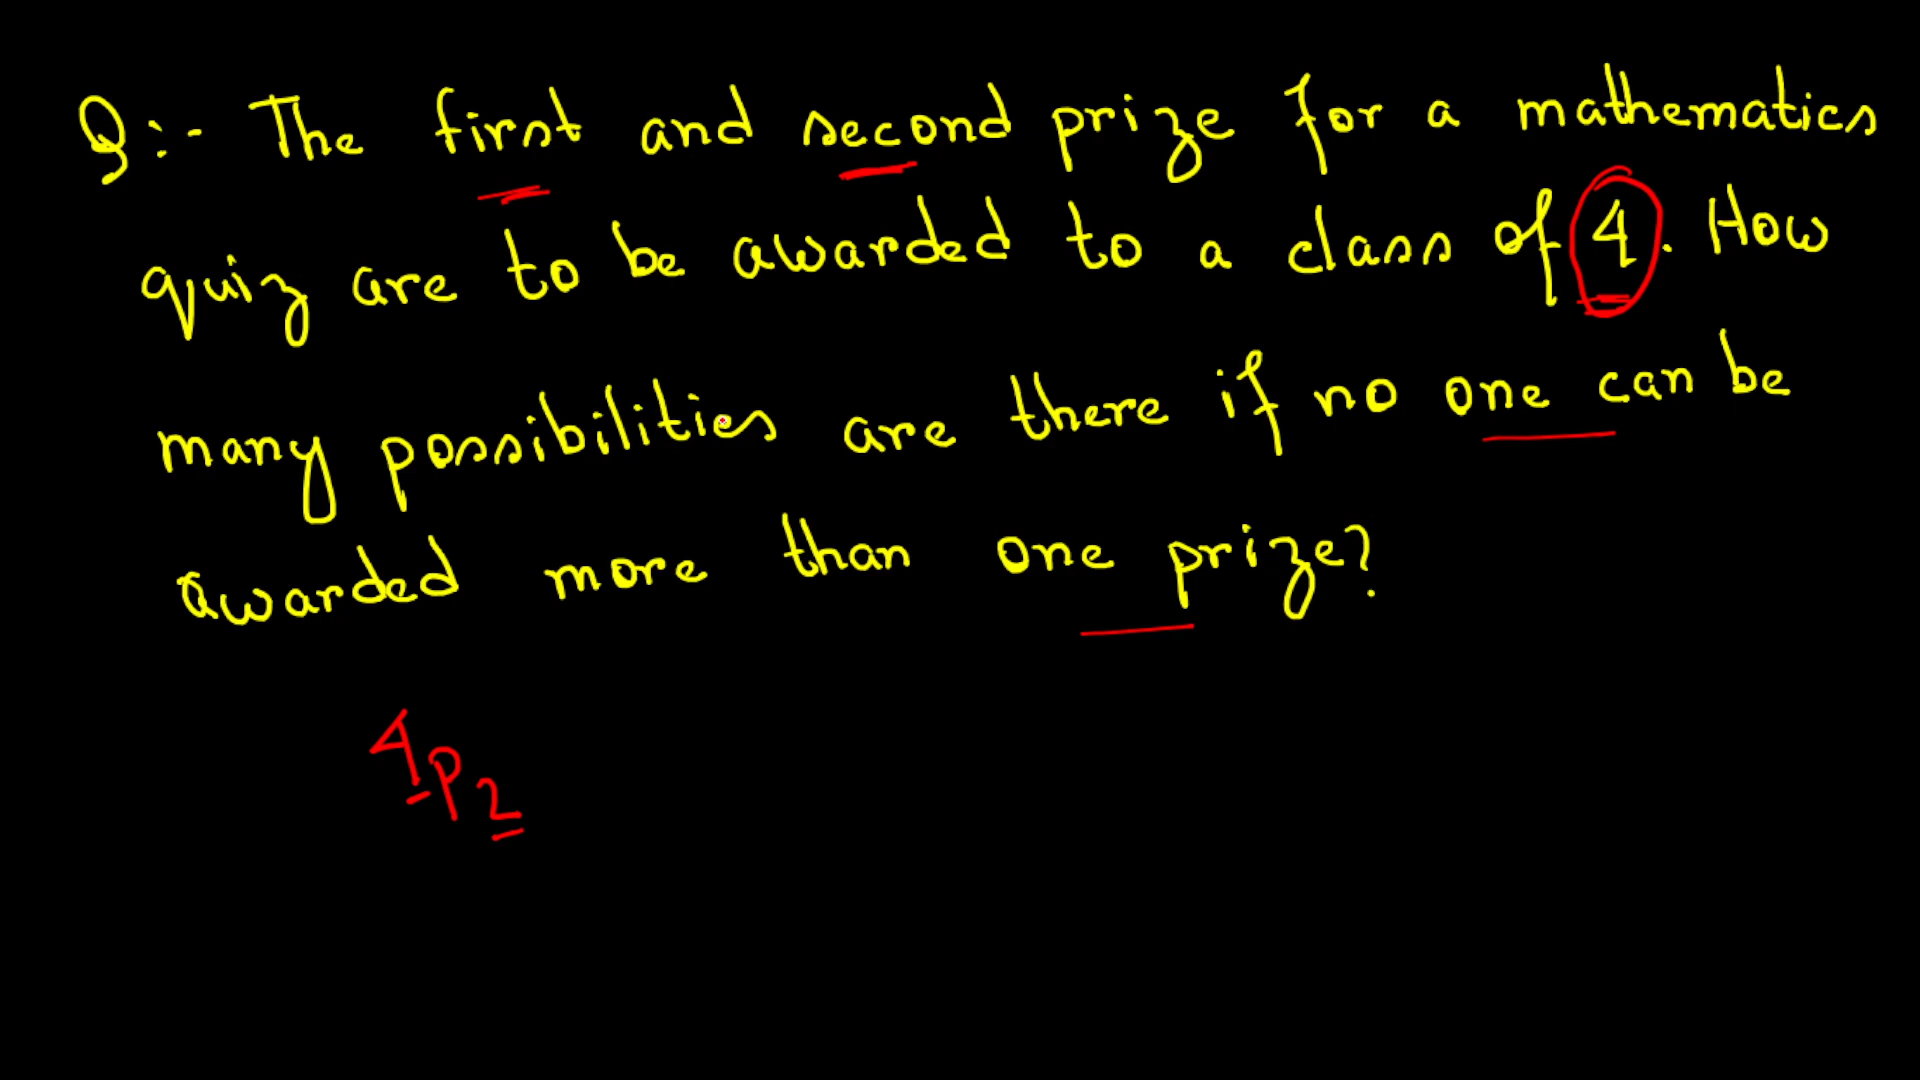 Q:- The first and second prize for a mathematics
quiz are to be awarded to a class of 4. How
many possibilities are there if no one can be
awarded more than one prize?
4p2